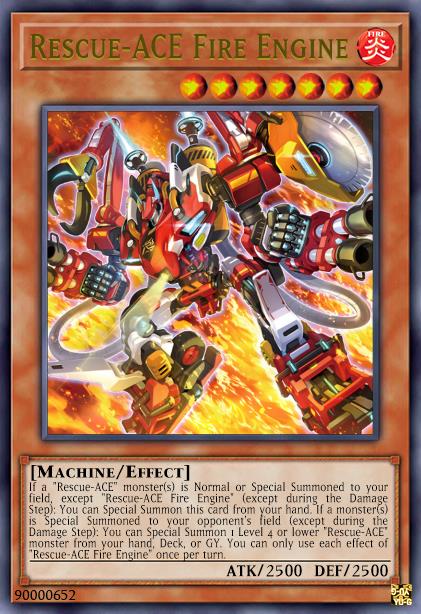 Rescue-ACE Fire Engine
FIRE
炎
[Machine/Effect]
If a "Rescue-ACE" monster(s) is Normal or Special Summoned to your
field, except "Rescue-ACE Fire Engine" (except during the Damage
Step): You can Special Summon this card from your hand. If a monster(s)
is Special Summoned to your opponent's field (except during the
Damage Step): You can Special Summon 1 Level 4 or lower "Rescue-ACE"
monster from your hand, Deck, or GY. You can only use each effect of
"Rescue-ACE Fire Engine" once per turn.
ATK/2500 DEF/2500
90000652